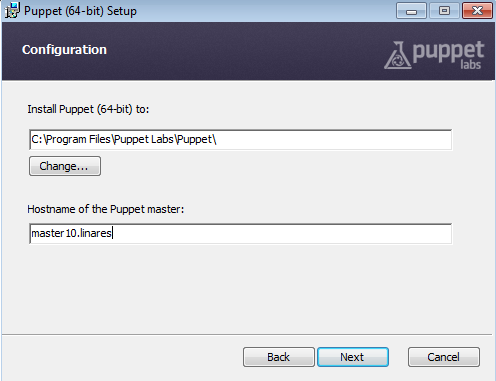 Puppet (64-bit) Setup
Configuration
puppet
labs
Install Puppet (64-bit) to:
C:\Program Files\Puppet Labs\Puppet\
Change...
Hostname of the Puppet master:
master10.linares
Back
Next
Cancel